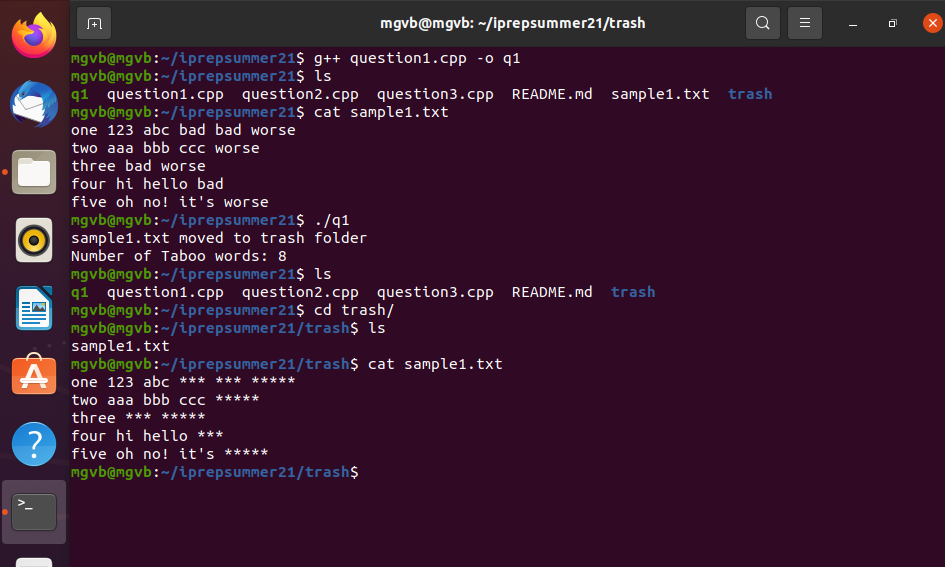 mgvb@mgvb: ~/iprepsummer21/trash
mgvb@mgvb:~/iprepsummer21$ g++ question1.cpp -o q1
mgvb@mgvb:~/iprepsummer21$ ls
q1  question1.cpp  question2.cpp  question3.cpp  README.md  sample1.txt  trash
mgvb@mgvb:~/iprepsummer21$ cat sample1.txt
one 123 abc bad bad worse
two aaa bbb ccc worse
three bad worse
four hi hello bad
five oh no! it's worse
mgvb@mgvb:~/iprepsummer21$ ./q1
sample1.txt moved to trash folder
Number of Taboo words: 8
mgvb@mgvb:~/iprepsummer21$ ls
q1  question1.cpp  question2.cpp  question3.cpp  README.md  trash
mgvb@mgvb:~/iprepsummer21$ cd trash/
mgvb@mgvb:~/iprepsummer21/trash$ ls
sample1.txt
mgvb@mgvb:~/iprepsummer21/trash$ cat sample1.txt
one 123 abc *** *** *****
two aaa bbb ccc *****
three *** *****
four hi hello ***
five oh no! it's *****
mgvb@mgvb:~/iprepsummer21/trash$